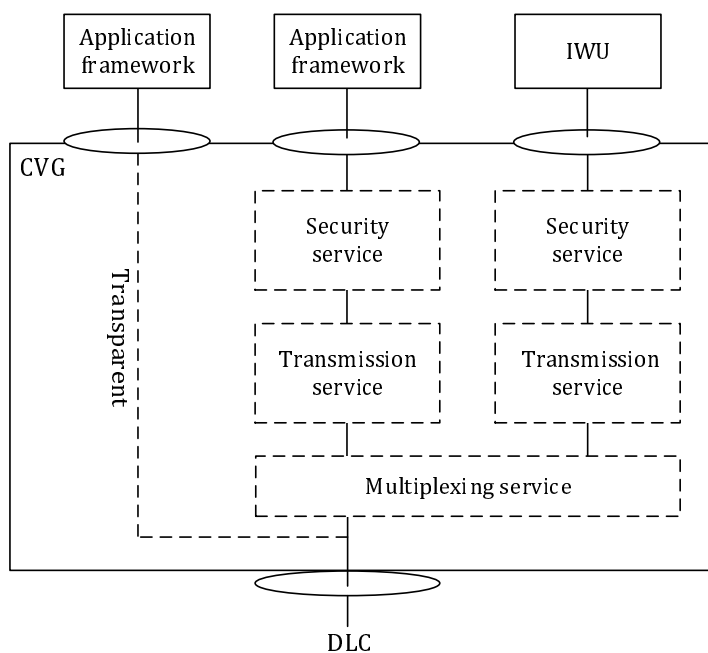 Application
framework
Application
framework
IWU
CVG
Security
service
Security
service
Transparent
Transmission
service
Transmission
service
Multiplexing service
DLC